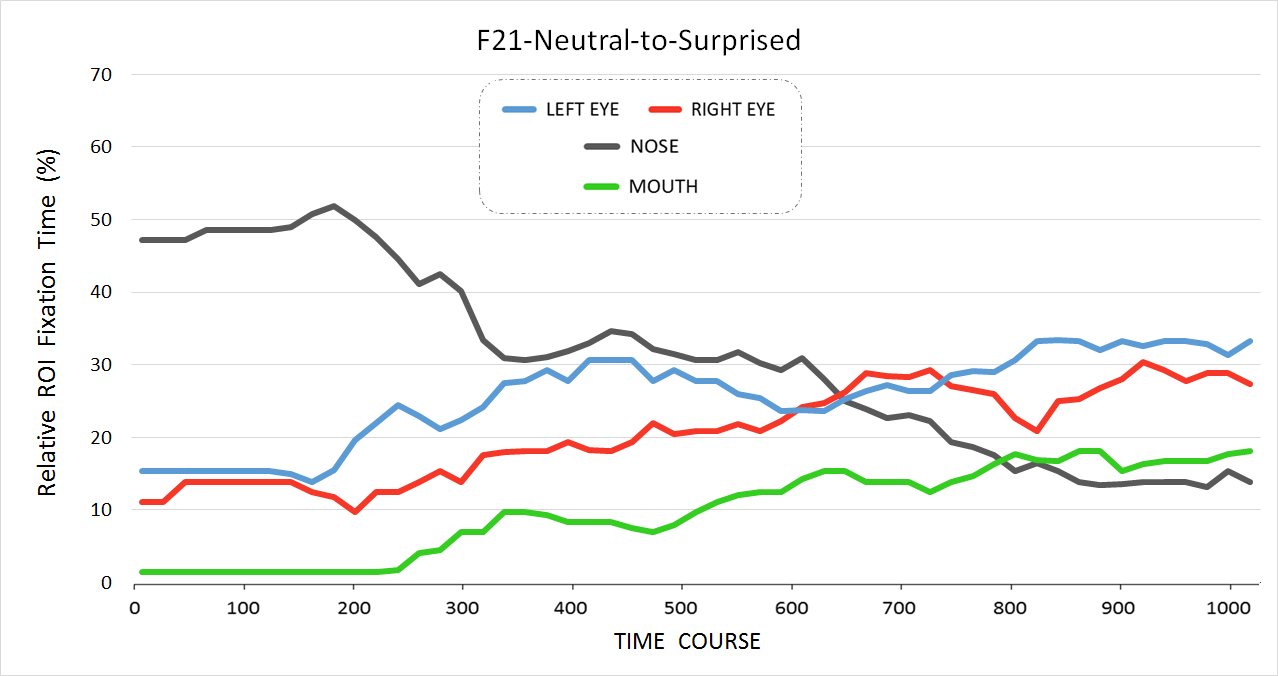 F21-Neutral-to-Surprised
70
LEFT EYE RIGHT EYE
60
NOSE
MOUTH
50
40
30
20
10
0
Relative ROI Fixation Time (%)
0 100 200 300 400 500 600 700 800 900 1000
TIME COURSE